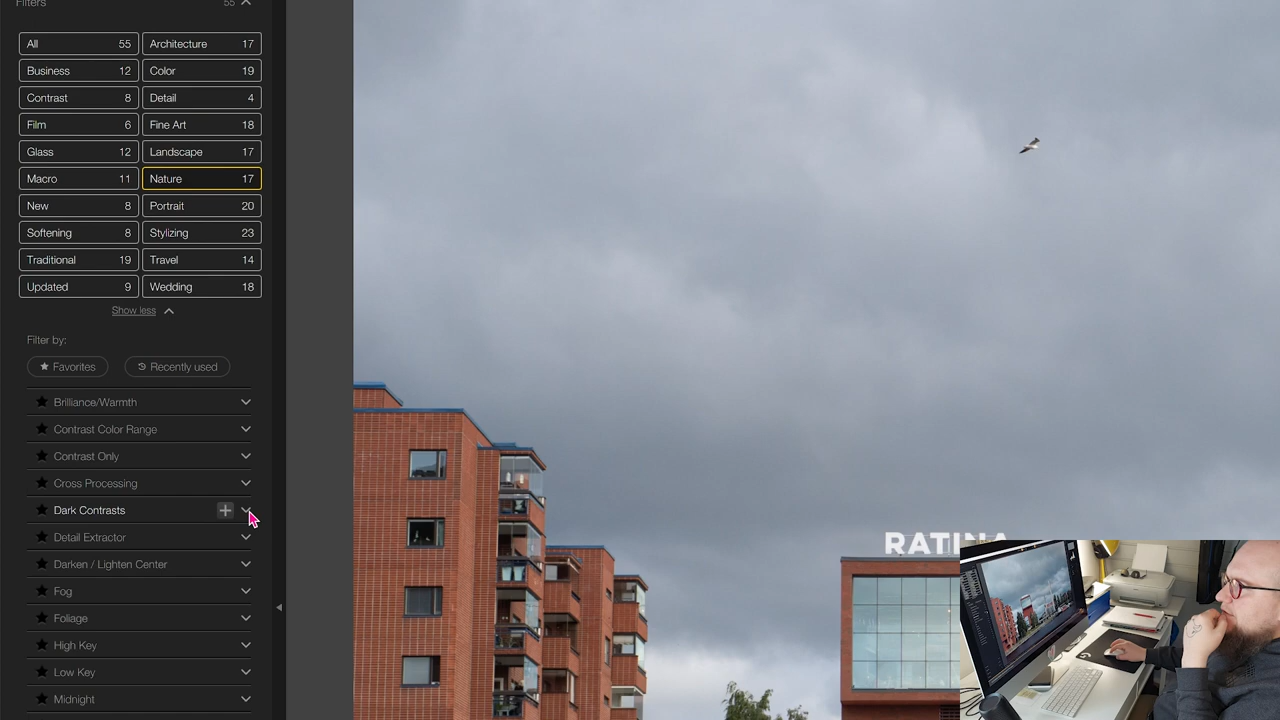 Filters 55
All 55 Architecture 17
Business 12 Color 19
Contrast 8 Detail 4
Film 6 Fine Art 18
Glass 12 Landscape 17
Macro 11 Nature 17
New 8 Portrait 20
Softening 8 Stylizing 23
Traditional 19 Travel 14
Updated 9 Wedding 18
Show less
Filter by:
Favorites Recently used
Brilliance/Warmth
Contrast Color Range
Contrast Only
Cross Processing
Dark Contrasts
Detail Extractor
Darken / Lighten Center
Fog
Foliage
High Key
Low Key
Midnight
RATINA